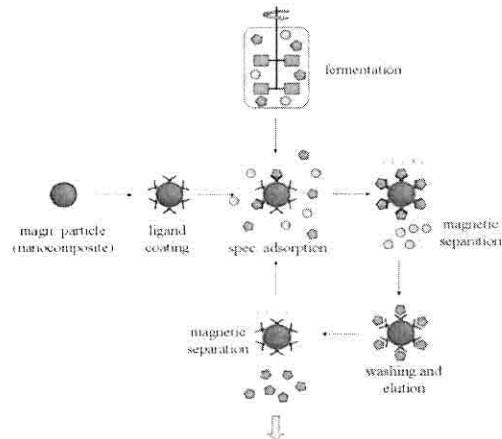 fermentation
magn. particle
(nanocomposite)
ligand
coating
spec. adsorption
magnetic
separation
magnetic
separation
washing and
elution